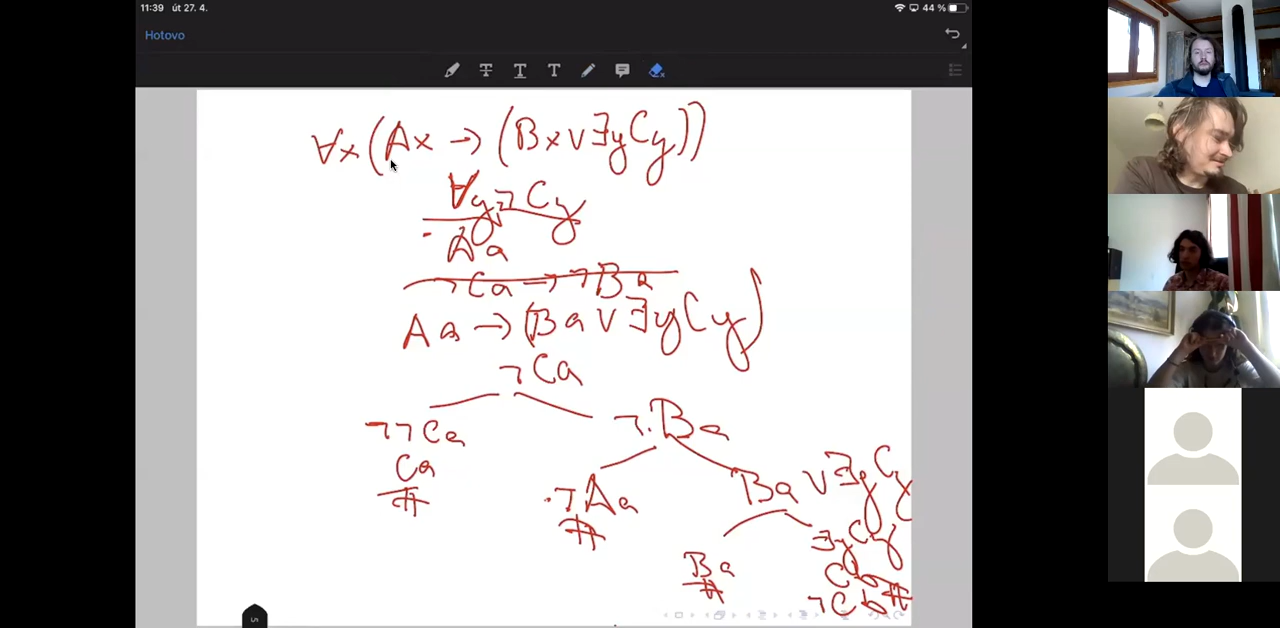 11:39 út 27. 4.
44 %
Hotovo
∀x(Ax → (Bx ∨ ∃yCy))
∀y¬Cy
Aa
¬Ca → ¬Ba
Aa → (Ba ∨ ∃yCy)
¬Ca
¬¬Ca
¬Ba
Ca
#
¬Aa
#
Ba ∨ ∃yCy
Ba
#
∃yCy
Cb
¬Cb #
5